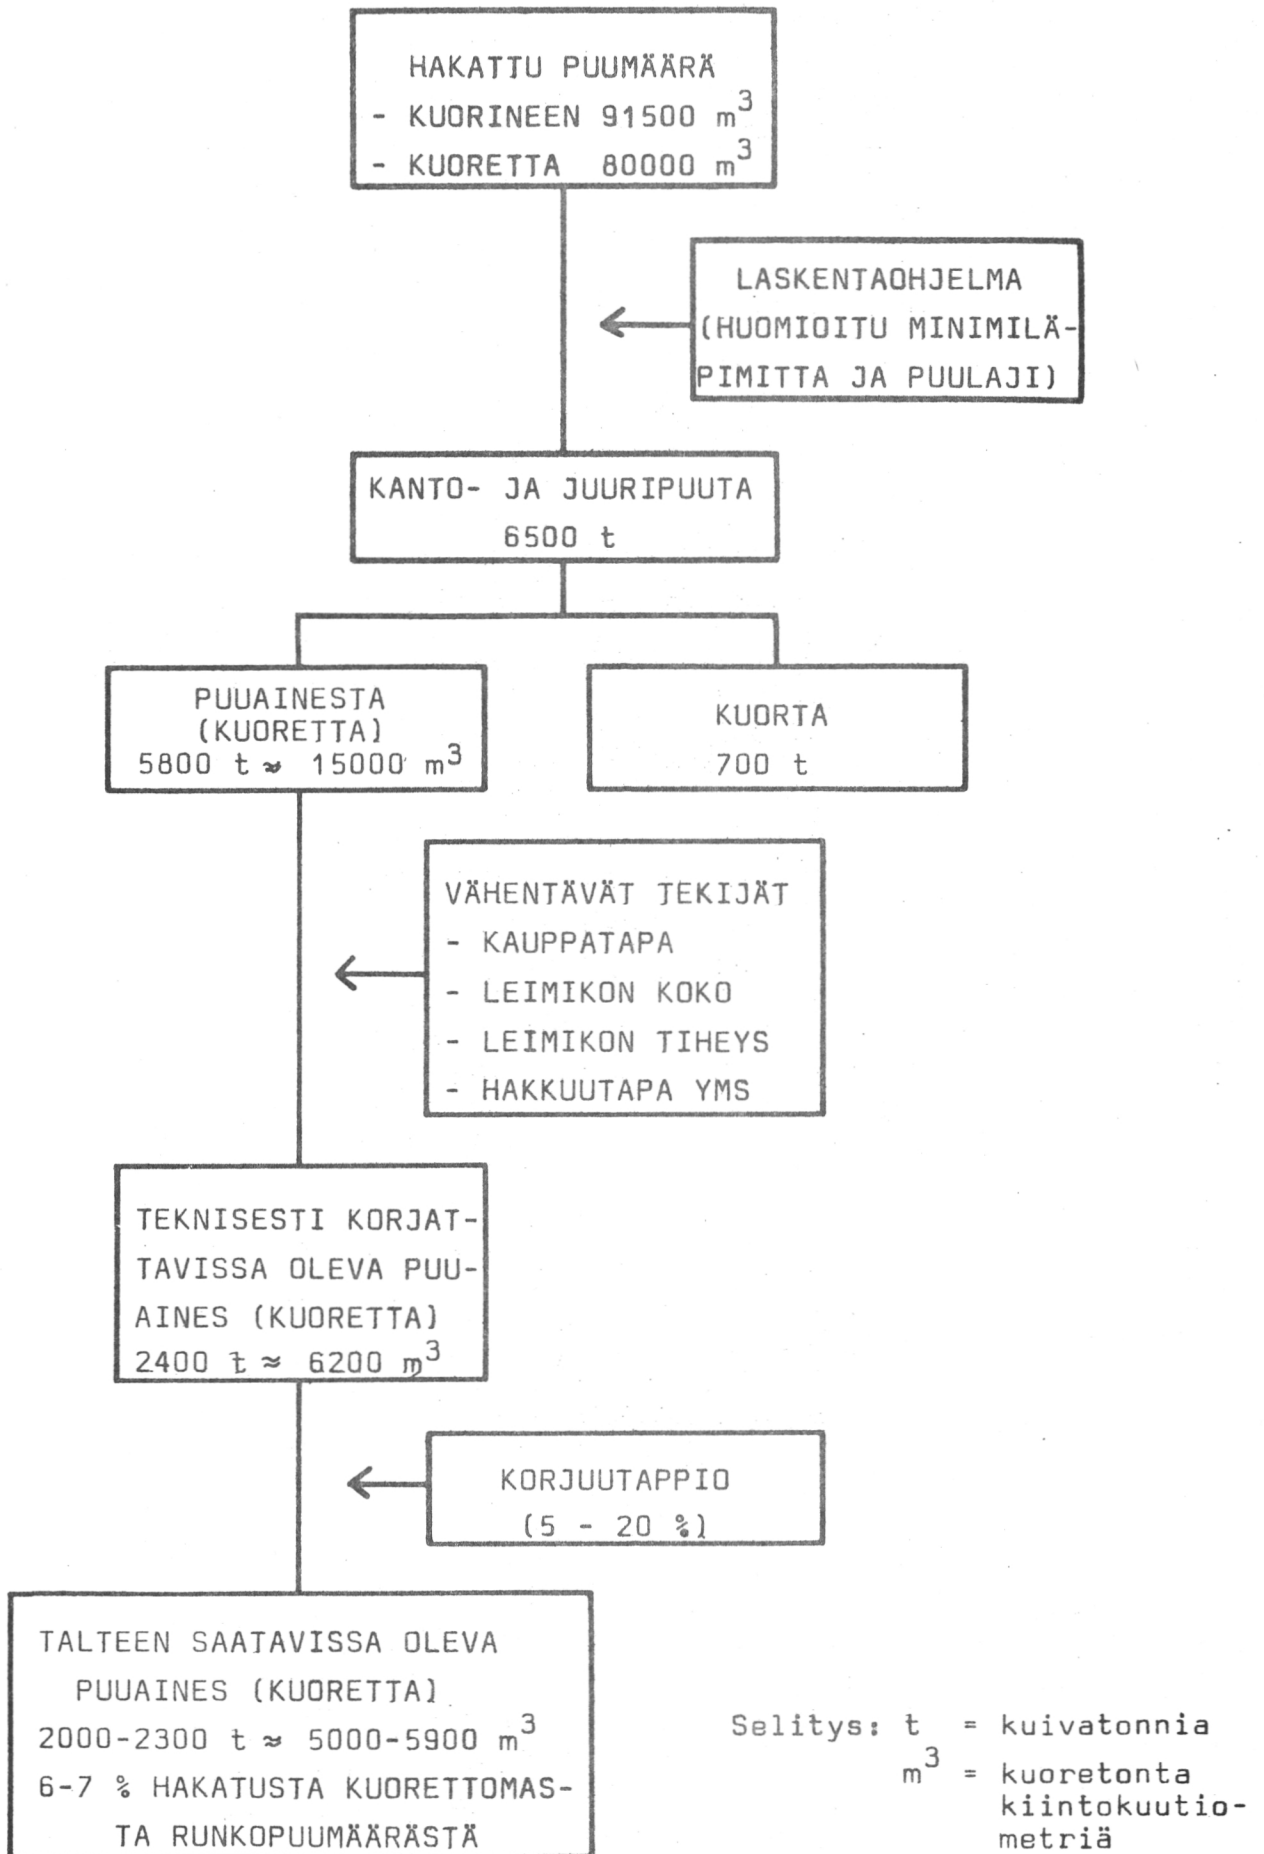 HAKATTU PUUMÄÄRÄ
- KUORINEEN 91500 m³
- KUORETTA 80000 m³
LASKENTAOHJELMA
(HUOMIOITU MINIMILÄ-
PIMITTA JA PUULAJI)
KANTO- JA JUURIPUUTA
6500 t
PUUAINESTA
(KUORETTA)
5800 t ≈ 15000 m³
KUORTA
700 t
VÄHENTÄVÄT TEKIJÄT
- KAUPPATAPA
- LEIMIKON KOKO
- LEIMIKON TIHEYS
- HAKKUUTAPA YMS
TEKNISESTI KORJAT-
TAVISSA OLEVA PUU-
AINES (KUORETTA)
2400 t ≈ 6200 m³
KORJUUTAPPIO
(5 - 20 %)
TALTEEN SAATAVISSA OLEVA
PUUAINES (KUORETTA)
2000-2300 t ≈ 5000-5900 m³
6-7 % HAKATUSTA KUORETTOMAS-
TA RUNKOPUUMÄÄRÄSTÄ
Selitys: t = kuivatonnia
m³ = kuoretonta
kiintokuutio-
metriä